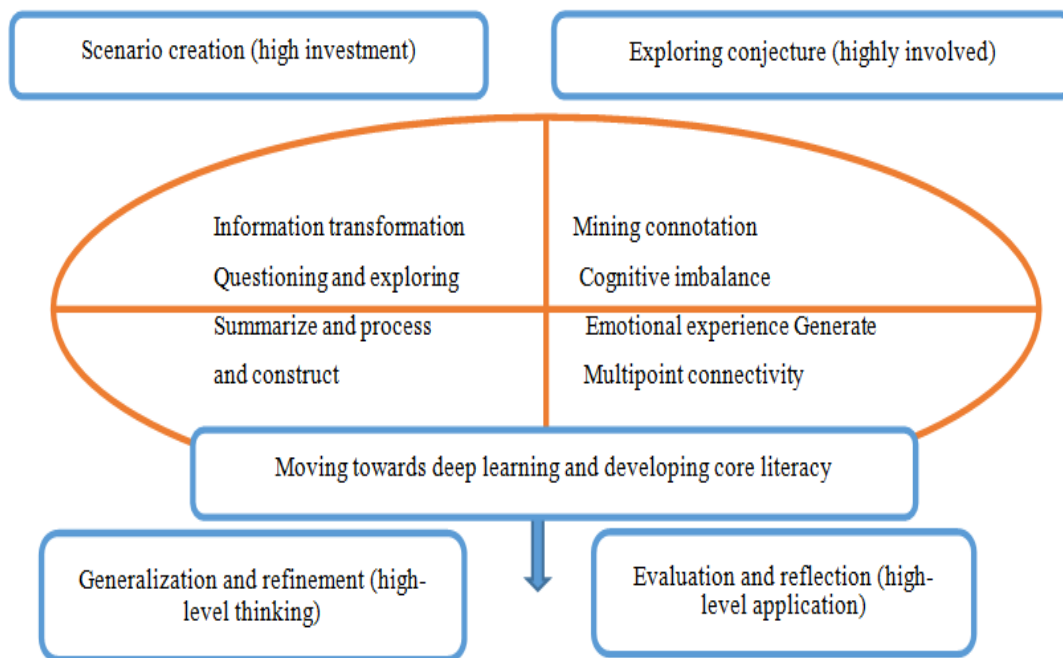 Scenario creation (high investment)
Exploring conjecture (highly involved)
Information transformation
Mining connotation
Questioning and exploring
Cognitive imbalance
Summarize and process
Emotional experience Generate
and construct
Multipoint connectivity
Moving towards deep learning and developing core literacy
Generalization and refinement (high-
level thinking)
Evaluation and reflection (high-
level application)